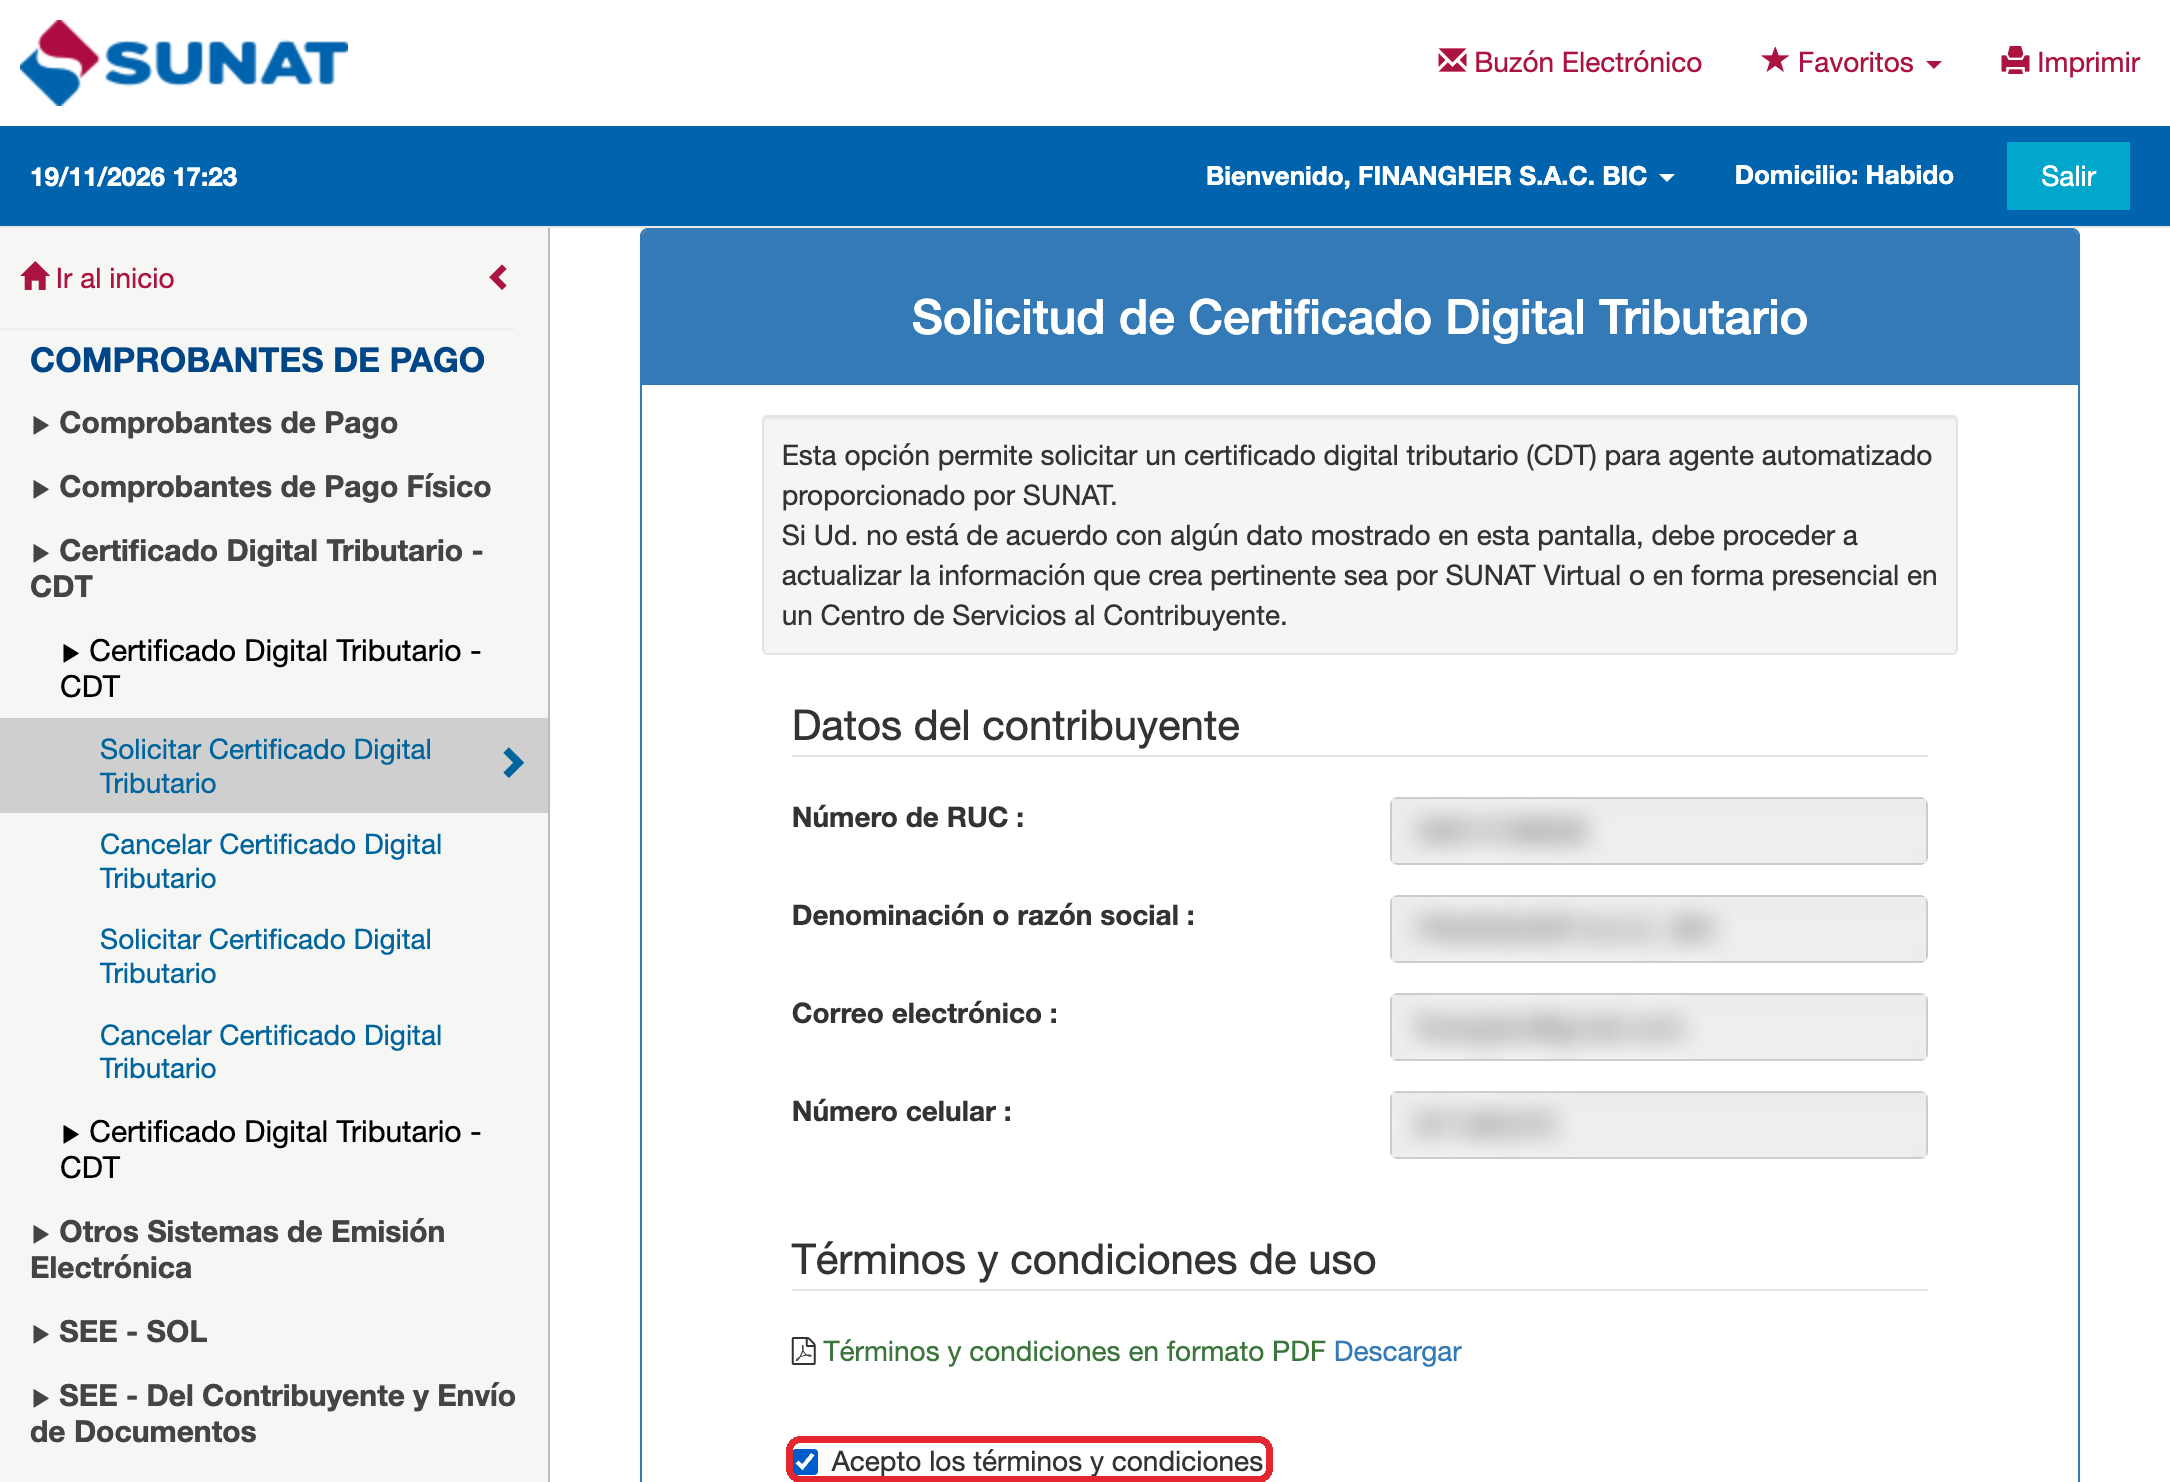 SUNAT
Buzón Electrónico
Favoritos
Imprimir
19/11/2026 17:23
Bienvenido, FINANGHER S.A.C. BIC
Domicilio: Habido
Salir
Ir al inicio
COMPROBANTES DE PAGO
Comprobantes de Pago
Comprobantes de Pago Físico
Certificado Digital Tributario -
CDT
Certificado Digital Tributario -
CDT
Solicitar Certificado Digital
Tributario
Cancelar Certificado Digital
Tributario
Solicitar Certificado Digital
Tributario
Cancelar Certificado Digital
Tributario
Certificado Digital Tributario -
CDT
Otros Sistemas de Emisión
Electrónica
SEE - SOL
SEE - Del Contribuyente y Envío
de Documentos
Solicitud de Certificado Digital Tributario
Esta opción permite solicitar un certificado digital tributario (CDT) para agente automatizado
proporcionado por SUNAT.
Si Ud. no está de acuerdo con algún dato mostrado en esta pantalla, debe proceder a
actualizar la información que crea pertinente sea por SUNAT Virtual o en forma presencial en
un Centro de Servicios al Contribuyente.
Datos del contribuyente
Número de RUC :
Denominación o razón social :
Correo electrónico :
Número celular :
Términos y condiciones de uso
Términos y condiciones en formato PDF Descargar
Acepto los términos y condiciones